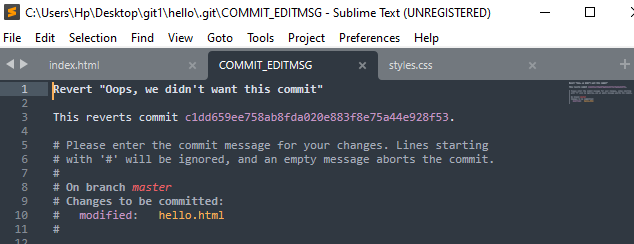 C:\Users\Hp\Desktop\git1\hello\.git\COMMIT_EDITMSG - Sublime Text (UNREGISTERED)
File Edit Selection Find View Goto Tools Project Preferences Help
index.html COMMIT_EDITMSG styles.css
1 Revert "Oops, we didn't want this commit"
2
3 This reverts commit c1dd659ee758ab8fda020e883f8e75a44e928f53.
4
5 # Please enter the commit message for your changes. Lines starting
6 # with '#' will be ignored, and an empty message aborts the commit.
7 #
8 # On branch master
9 # Changes to be committed:
10 #   modified:   hello.html
11 #
12